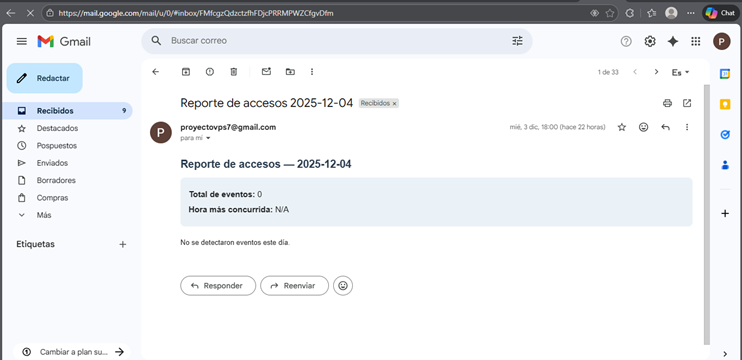 https://mail.google.com/mail/u/0/#inbox/FMfcgzQdzctzfhFDjcPRRMPWZCfgvDfm
Chat
Gmail
Buscar correo
P
Redactar
1 de 33
Es
Recibidos 9
Destacados
Pospuestos
Enviados
Borradores
Compras
Más
Etiquetas
Cambiar a plan su...
Reporte de accesos 2025-12-04 Recibidos x
P
proyectovps7@gmail.com
mié, 3 dic, 18:00 (hace 22 horas)
para mí
Reporte de accesos — 2025-12-04
Total de eventos: 0
Hora más concurrida: N/A
No se detectaron eventos este día.
Responder
Reenviar